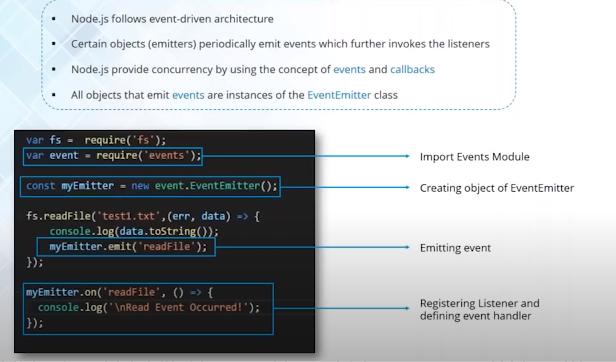 Node.js follows event-driven architecture
Certain objects (emitters) periodically emit events which further invokes the listeners
Node.js provide concurrency by using the concept of events and callbacks
All objects that emit events are instances of the EventEmitter class
var fs = require('fs');
var event = require('events');
Import Events Module
const myEmitter = new event.EventEmitter();
Creating object of EventEmitter
fs.readFile('test1.txt',(err, data) => {
console.log(data.toString());
myEmitter.emit('readFile');
Emitting event
});
myEmitter.on('readFile', () => {
console.log('\nRead Event Occurred!');
});
Registering Listener and
defining event handler